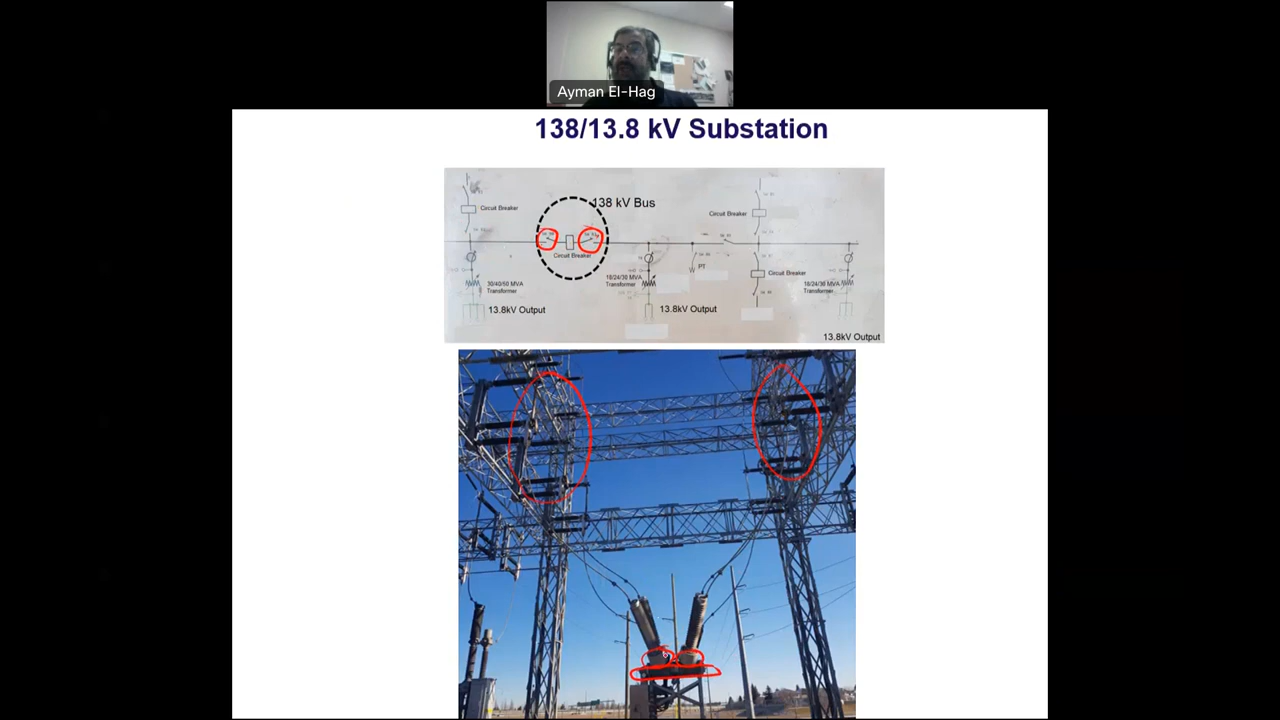 Ayman El-Hag
138/13.8 kV Substation
138 kV Bus
Circuit Breaker
Circuit Breaker
Circuit Breaker
PT
Circuit Breaker
30/40/50 MVA
Transformer
18/24/30 MVA
Transformer
18/24/30 MVA
Transformer
13.8kV Output
13.8kV Output
13.8kV Output